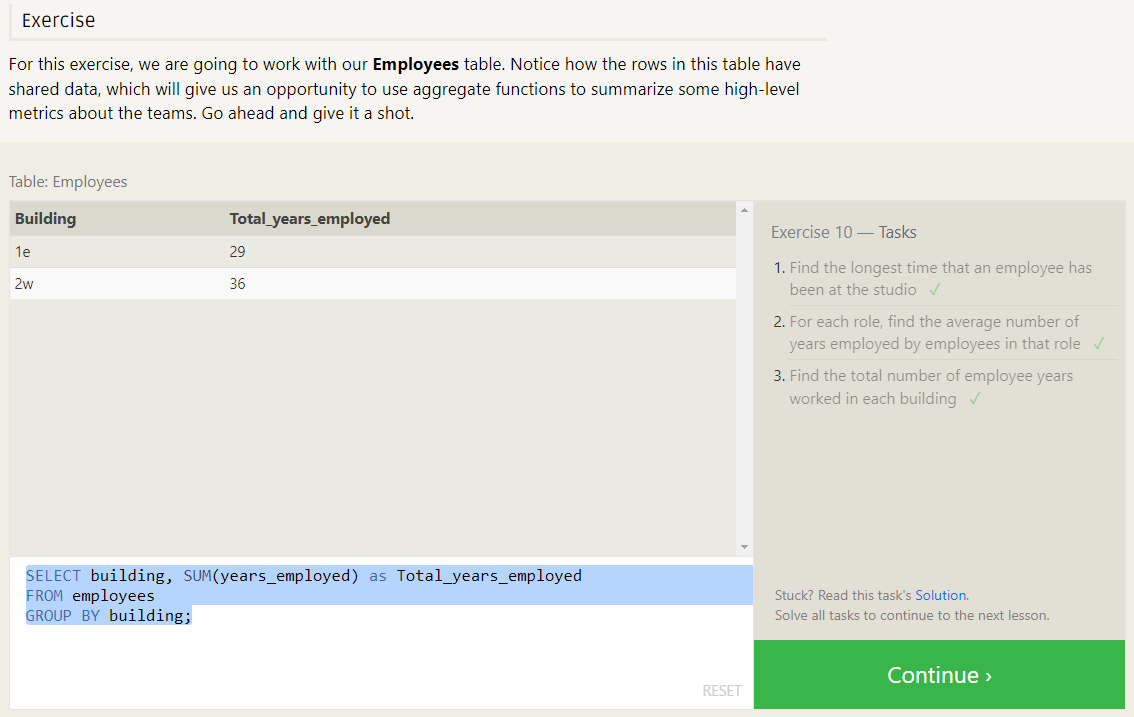 Exercise
For this exercise, we are going to work with our Employees table. Notice how the rows in this table have
shared data, which will give us an opportunity to use aggregate functions to summarize some high-level
metrics about the teams. Go ahead and give it a shot.
Table: Employees
Building Total_years_employed
1e 29
2w 36
SELECT building, SUM(years_employed) as Total_years_employed
FROM employees
GROUP BY building;
RESET
Exercise 10 — Tasks
1. Find the longest time that an employee has
been at the studio ✓
2. For each role, find the average number of
years employed by employees in that role ✓
3. Find the total number of employee years
worked in each building ✓
Stuck? Read this task's Solution.
Solve all tasks to continue to the next lesson.
Continue ›